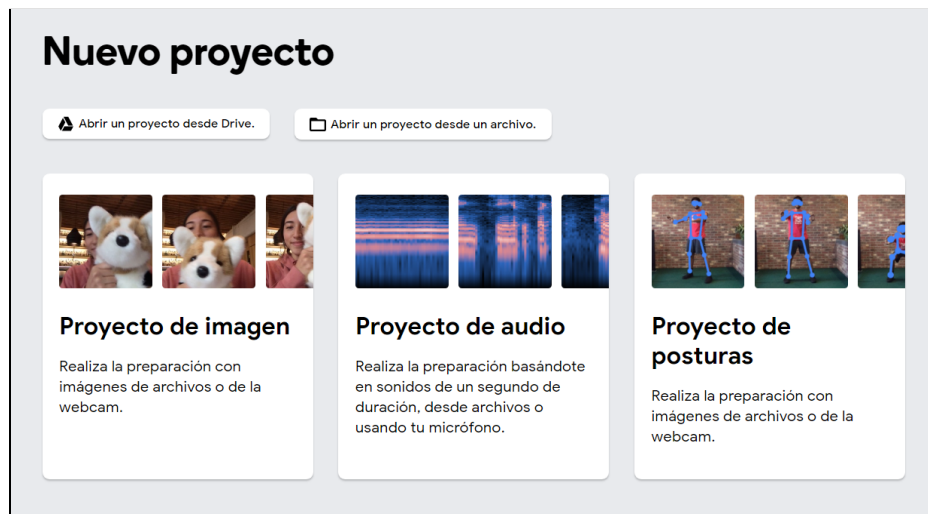 Nuevo proyecto
Abrir un proyecto desde Drive.
Abrir un proyecto desde un archivo.
Proyecto de imagen
Realiza la preparación con
imágenes de archivos o de la
webcam.
Proyecto de audio
Realiza la preparación basándote
en sonidos de un segundo de
duración, desde archivos o
usando tu micrófono.
Proyecto de
posturas
Realiza la preparación con
imágenes de archivos o de la
webcam.